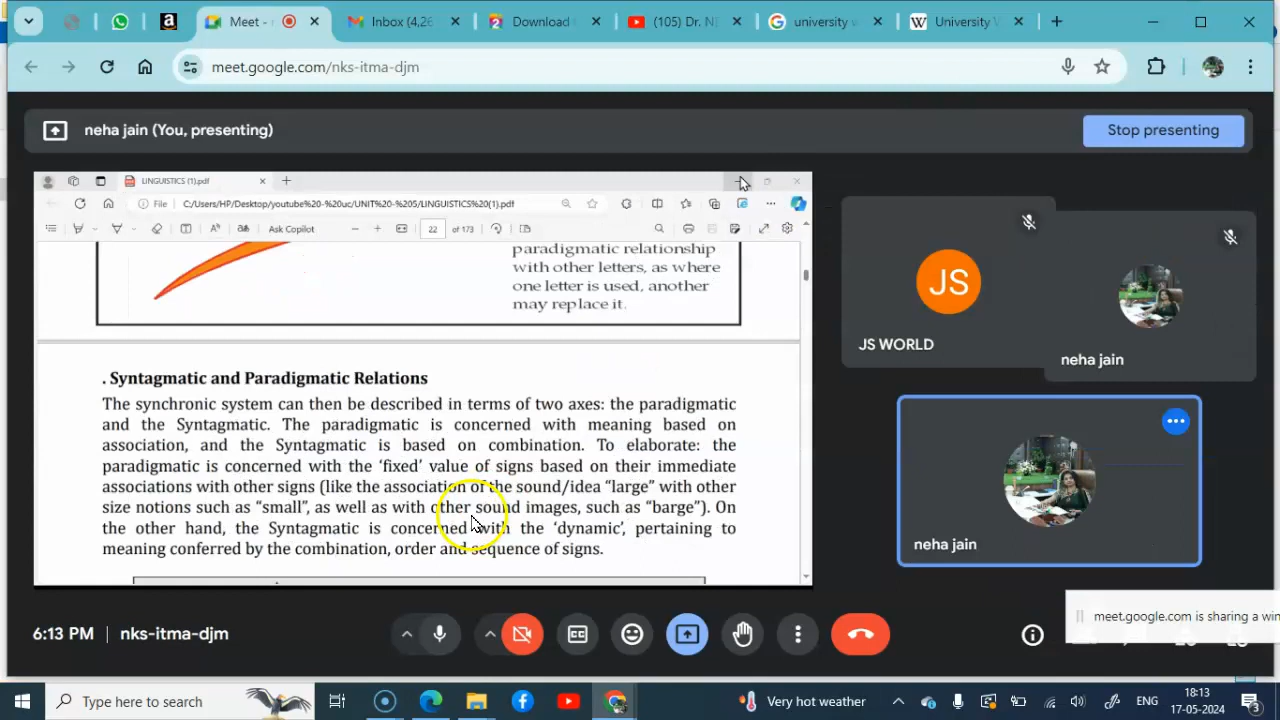 Meet -
Inbox (4,26
Download
(105) Dr. N
university
University
meet.google.com/nks-itma-djm
neha jain (You, presenting)
Stop presenting
LINGUISTICS (1).pdf
File
C:/Users/HP/Desktop/youtube%20-%20uc/UNIT%20-%205/LINGUISTICS%20(1).pdf
Ask Copilot
22 of 173
paradigmatic relationship
with other letters, as where
one letter is used, another
may replace it.
. Syntagmatic and Paradigmatic Relations
The synchronic system can then be described in terms of two axes: the paradigmatic
and the Syntagmatic. The paradigmatic is concerned with meaning based on
association, and the Syntagmatic is based on combination. To elaborate: the
paradigmatic is concerned with the ‘fixed’ value of signs based on their immediate
associations with other signs (like the association of the sound/idea “large” with other
size notions such as “small”, as well as with other sound images, such as “barge”). On
the other hand, the Syntagmatic is concerned with the ‘dynamic’, pertaining to
meaning conferred by the combination, order and sequence of signs.
JS
JS WORLD
neha jain
neha jain
6:13 PM
nks-itma-djm
meet.google.com is sharing a win
Type here to search
Very hot weather
ENG
18:13
17-05-2024
3